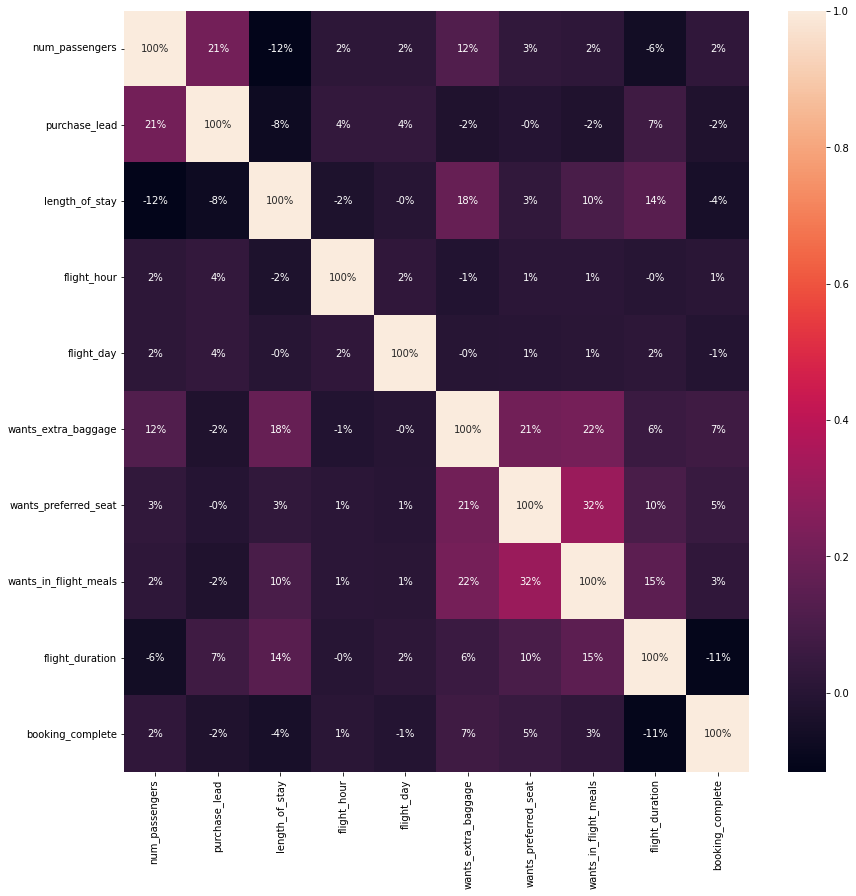 num_passengers 100% 21% -12% 2% 2% 12% 3% 2% -6% 2%
purchase_lead 21% 100% -8% 4% 4% -2% -0% -2% 7% -2%
length_of_stay -12% -8% 100% -2% -0% 18% 3% 10% 14% -4%
flight_hour 2% 4% -2% 100% 2% -1% 1% 1% -0% 1%
flight_day 2% 4% -0% 2% 100% -0% 1% 1% 2% -1%
wants_extra_baggage 12% -2% 18% -1% -0% 100% 21% 22% 6% 7%
wants_preferred_seat 3% -0% 3% 1% 1% 21% 100% 32% 10% 5%
wants_in_flight_meals 2% -2% 10% 1% 1% 22% 32% 100% 15% 3%
flight_duration -6% 7% 14% -0% 2% 6% 10% 15% 100% -11%
booking_complete 2% -2% -4% 1% -1% 7% 5% 3% -11% 100%
num_passengers
purchase_lead
length_of_stay
flight_hour
flight_day
wants_extra_baggage
wants_preferred_seat
wants_in_flight_meals
flight_duration
booking_complete
1.0
0.8
0.6
0.4
0.2
0.0